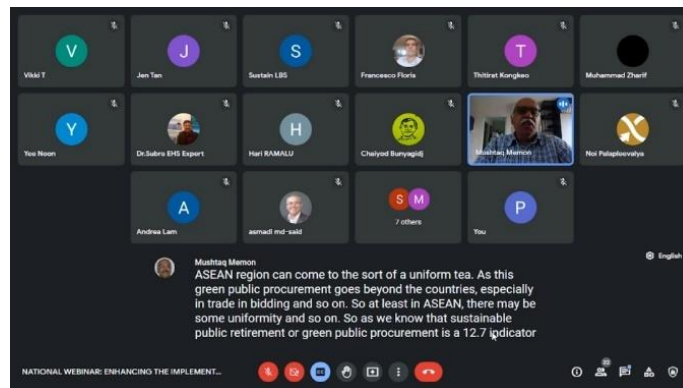 V
J
S
T
Vikki T
Jen Tan
Sustain LBS
Francesco Floris
Thitirat Kongkeo
Muhammad Zharif
Y
H
Yee Noon
Dr.Subra EHS Expert
Hari RAMALU
Chaiyod Bunyagidj
Mushtaq Memon
Noi Palapleevalya
A
S M
P
Andrea Lam
asmadi md-said
7 others
You
Mushtaq Memon
English
ASEAN region can come to the sort of a uniform tea. As this
green public procurement goes beyond the countries, especially
in trade in bidding and so on. So at least in ASEAN, there may be
some uniformity and so on. So as we know that sustainable
public retirement or green public procurement is a 12.7 indicator
NATIONAL WEBINAR: ENHANCING THE IMPLEMENT...